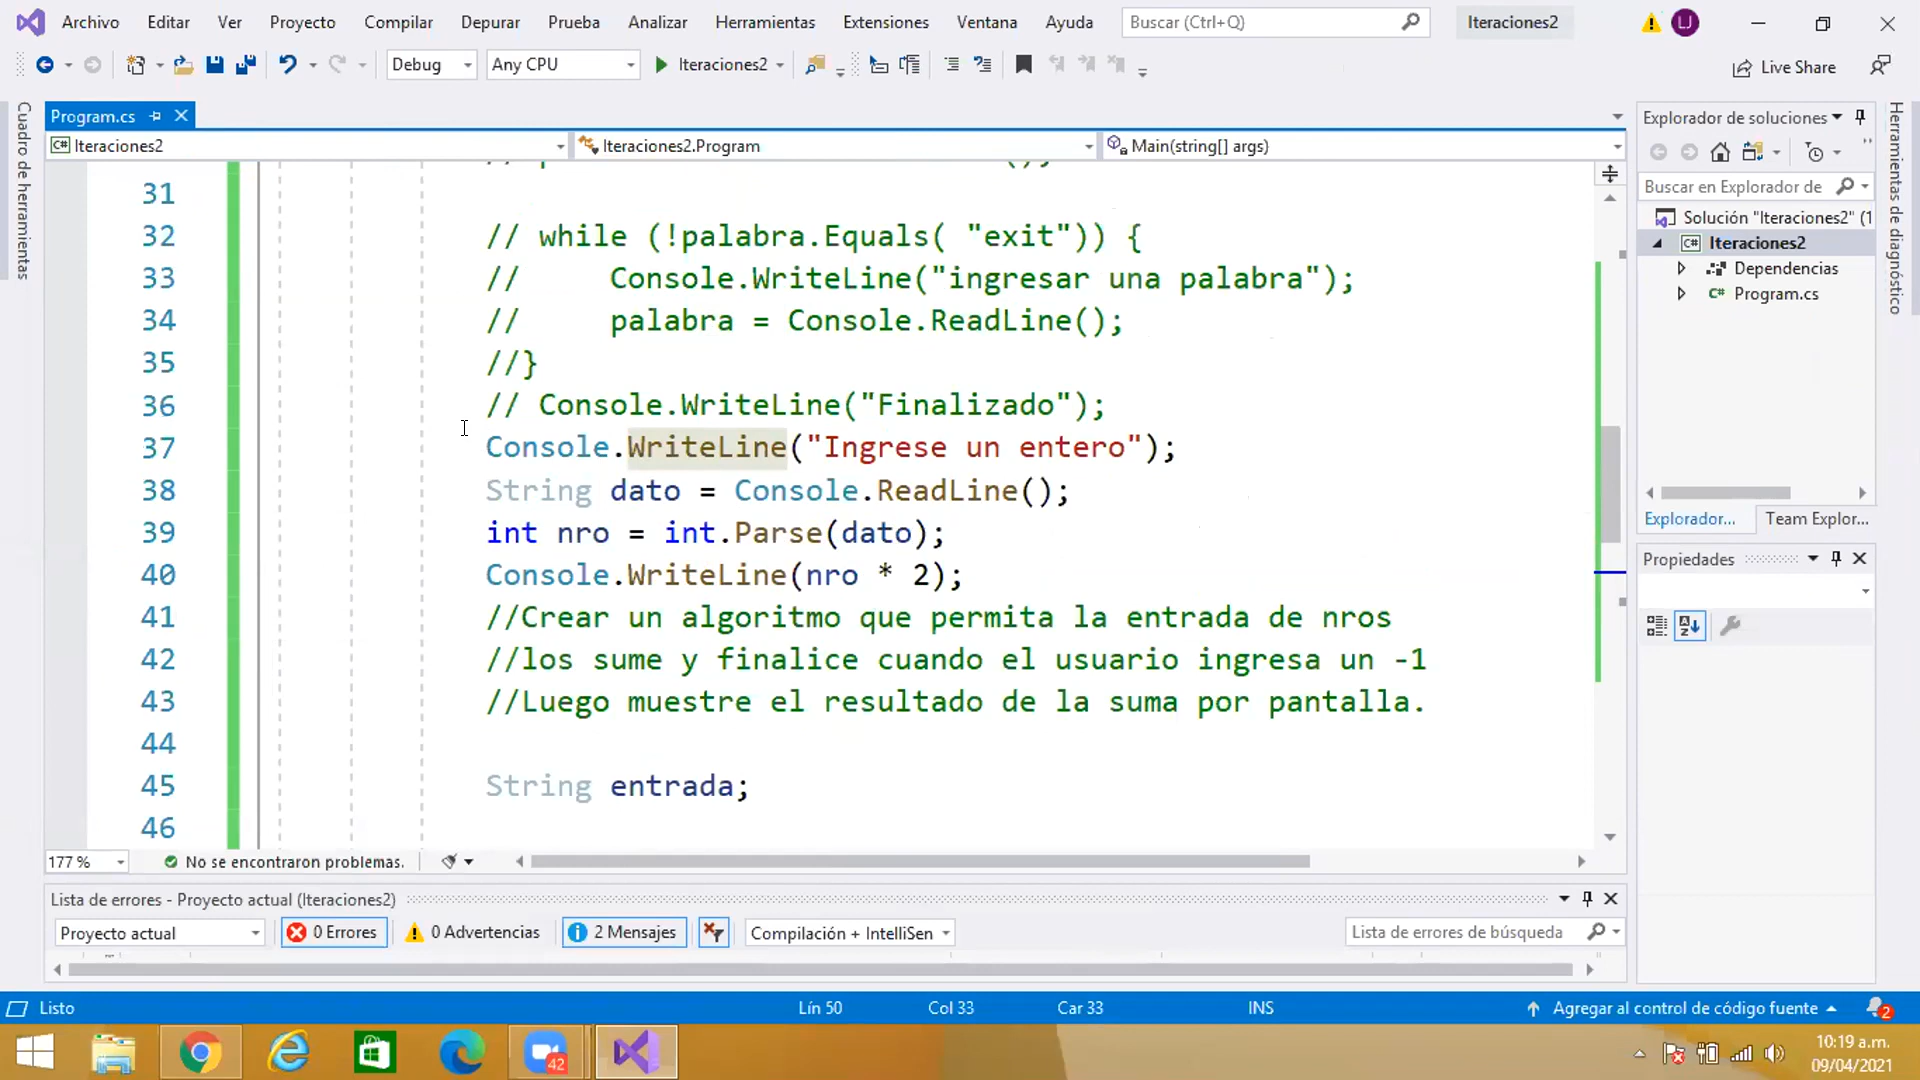 Archivo Editar Ver Proyecto Compilar Depurar Prueba Analizar Herramientas Extensiones Ventana Ayuda Buscar (Ctrl+Q) Iteraciones2 LJ
Debug Any CPU Iteraciones2 Live Share
Cuadro de herramientas
Program.cs
Iteraciones2 Iteraciones2.Program Main(string[] args)
31
32 // while (!palabra.Equals( "exit")) {
33 //     Console.WriteLine("ingresar una palabra");
34 //     palabra = Console.ReadLine();
35 //}
36 // Console.WriteLine("Finalizado");
37 Console.WriteLine("Ingrese un entero");
38 String dato = Console.ReadLine();
39 int nro = int.Parse(dato);
40 Console.WriteLine(nro * 2);
41 //Crear un algoritmo que permita la entrada de nros
42 //los sume y finalice cuando el usuario ingresa un -1
43 //Luego muestre el resultado de la suma por pantalla.
44
45 String entrada;
46
177 % No se encontraron problemas.
Lista de errores - Proyecto actual (Iteraciones2)
Proyecto actual 0 Errores 0 Advertencias 2 Mensajes Compilación + IntelliSen Lista de errores de búsqueda
Explorador de soluciones
Buscar en Explorador de
Solución "Iteraciones2" (1
C# Iteraciones2
Dependencias
C# Program.cs
Explorador... Team Explor...
Propiedades
Herramientas de diagnóstico
Listo Lín 50 Col 33 Car 33 INS Agregar al control de código fuente 2
42
10:19 a.m.
09/04/2021